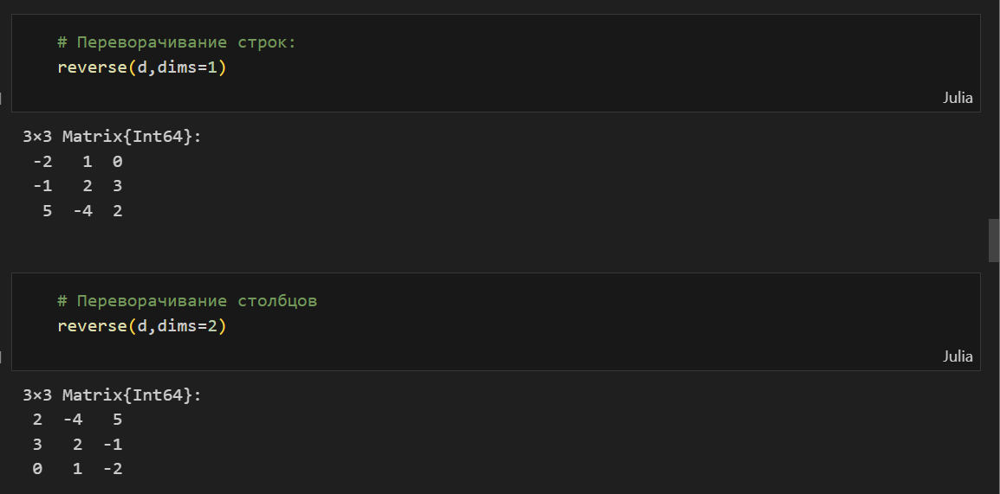 # Переворачивание строк:
reverse(d,dims=1)
Julia
3×3 Matrix{Int64}:
-2 1 0
-1 2 3
5 -4 2
# Переворачивание столбцов
reverse(d,dims=2)
Julia
3×3 Matrix{Int64}:
2 -4 5
3 2 -1
0 1 -2